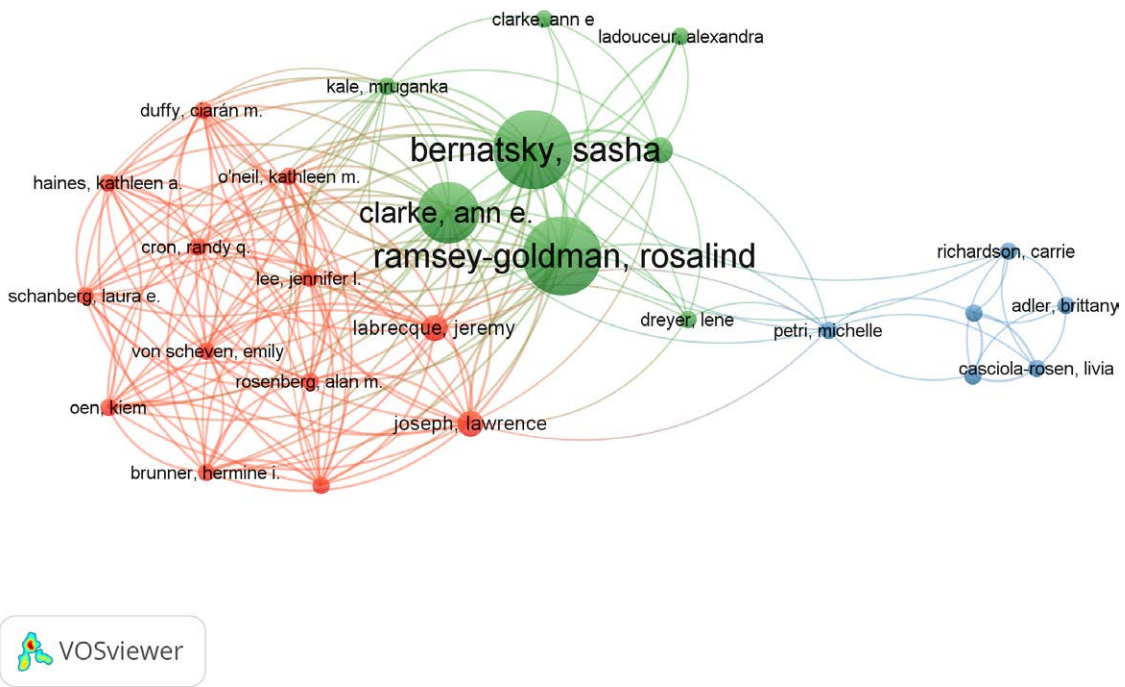 clarke, ann e
ladouceur, alexandra
kale, mruganka
duffy, ciarán m.
bernatsky, sasha
haines, kathleen a.
o'neil, kathleen m.
clarke, ann e.
cron, randy q.
ramsey-goldman, rosalind
richardson, carrie
lee, jennifer l.
schanberg, laura e.
adler, brittany
labrecque, jeremy
dreyer, lene
petri, michelle
von scheven, emily
casciola-rosen, livia
rosenberg, alan m.
oen, kiem
joseph, lawrence
brunner, hermine i.
VOSviewer